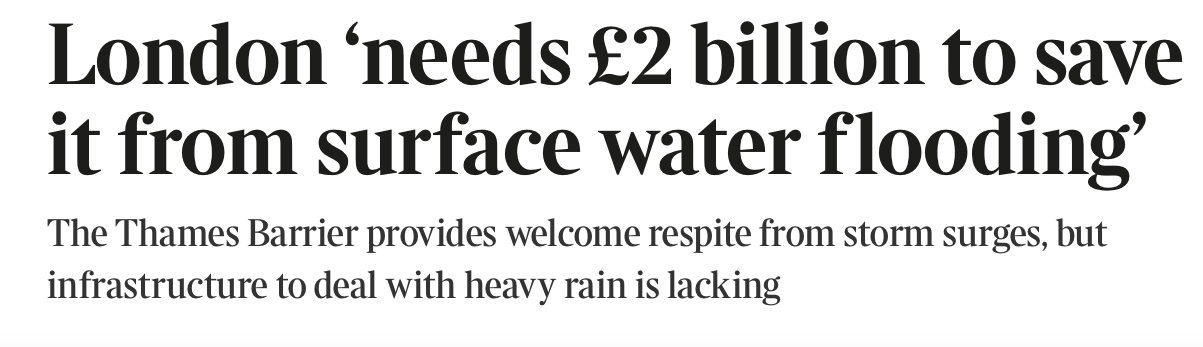 London ‘needs £2 billion to save
it from surface water flooding’
The Thames Barrier provides welcome respite from storm surges, but
infrastructure to deal with heavy rain is lacking